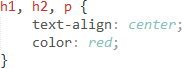 h1, h2, p {
    text-align: center;
    color: red;
}